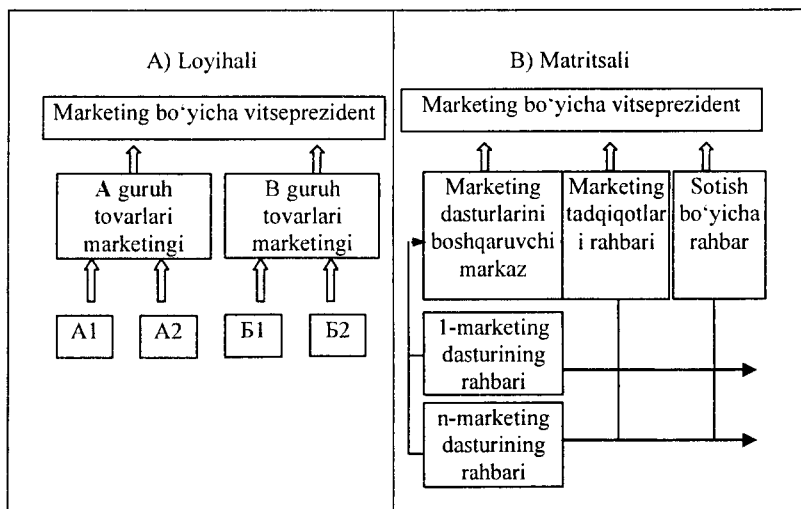 A) Loyihali
Marketing bo‘yicha vitseprezident
A guruh
tovarlari
marketingi
B guruh
tovarlari
marketingi
A1
A2
Б1
Б2
B) Matritsali
Marketing bo‘yicha vitseprezident
Marketing
dasturlarini
boshqaruvchi
markaz
Marketing
tadqiqotlar
i rahbari
Sotish
bo‘yicha
rahbar
1-marketing
dasturining
rahbari
n-marketing
dasturining
rahbari